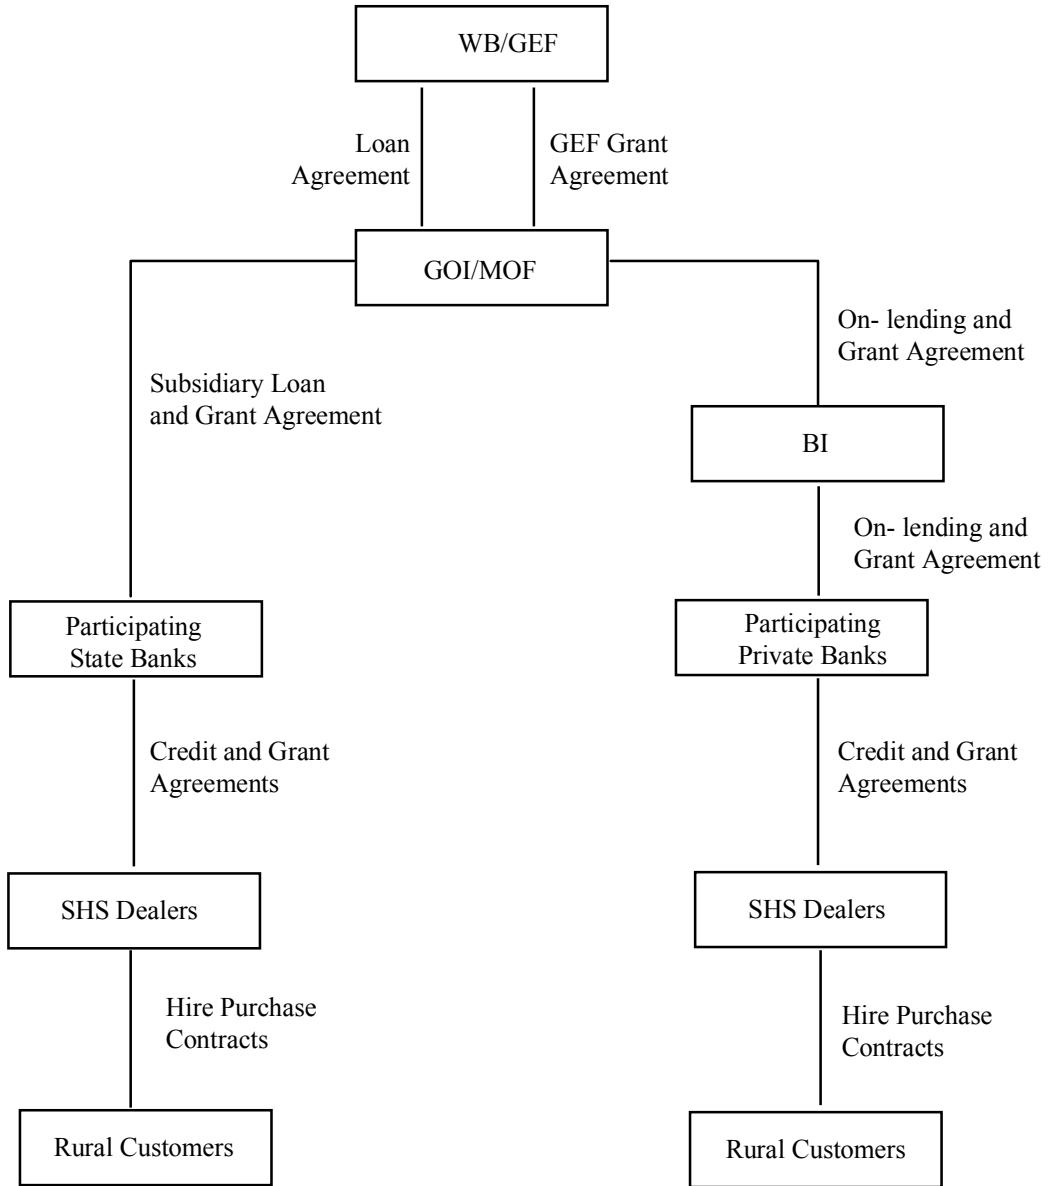 WB/GEF
Loan
Agreement
GEF Grant
Agreement
GOI/MOF
On- lending and
Grant Agreement
Subsidiary Loan
and Grant Agreement
BI
On- lending and
Grant Agreement
Participating
State Banks
Participating
Private Banks
Credit and Grant
Agreements
Credit and Grant
Agreements
SHS Dealers
SHS Dealers
Hire Purchase
Contracts
Hire Purchase
Contracts
Rural Customers
Rural Customers